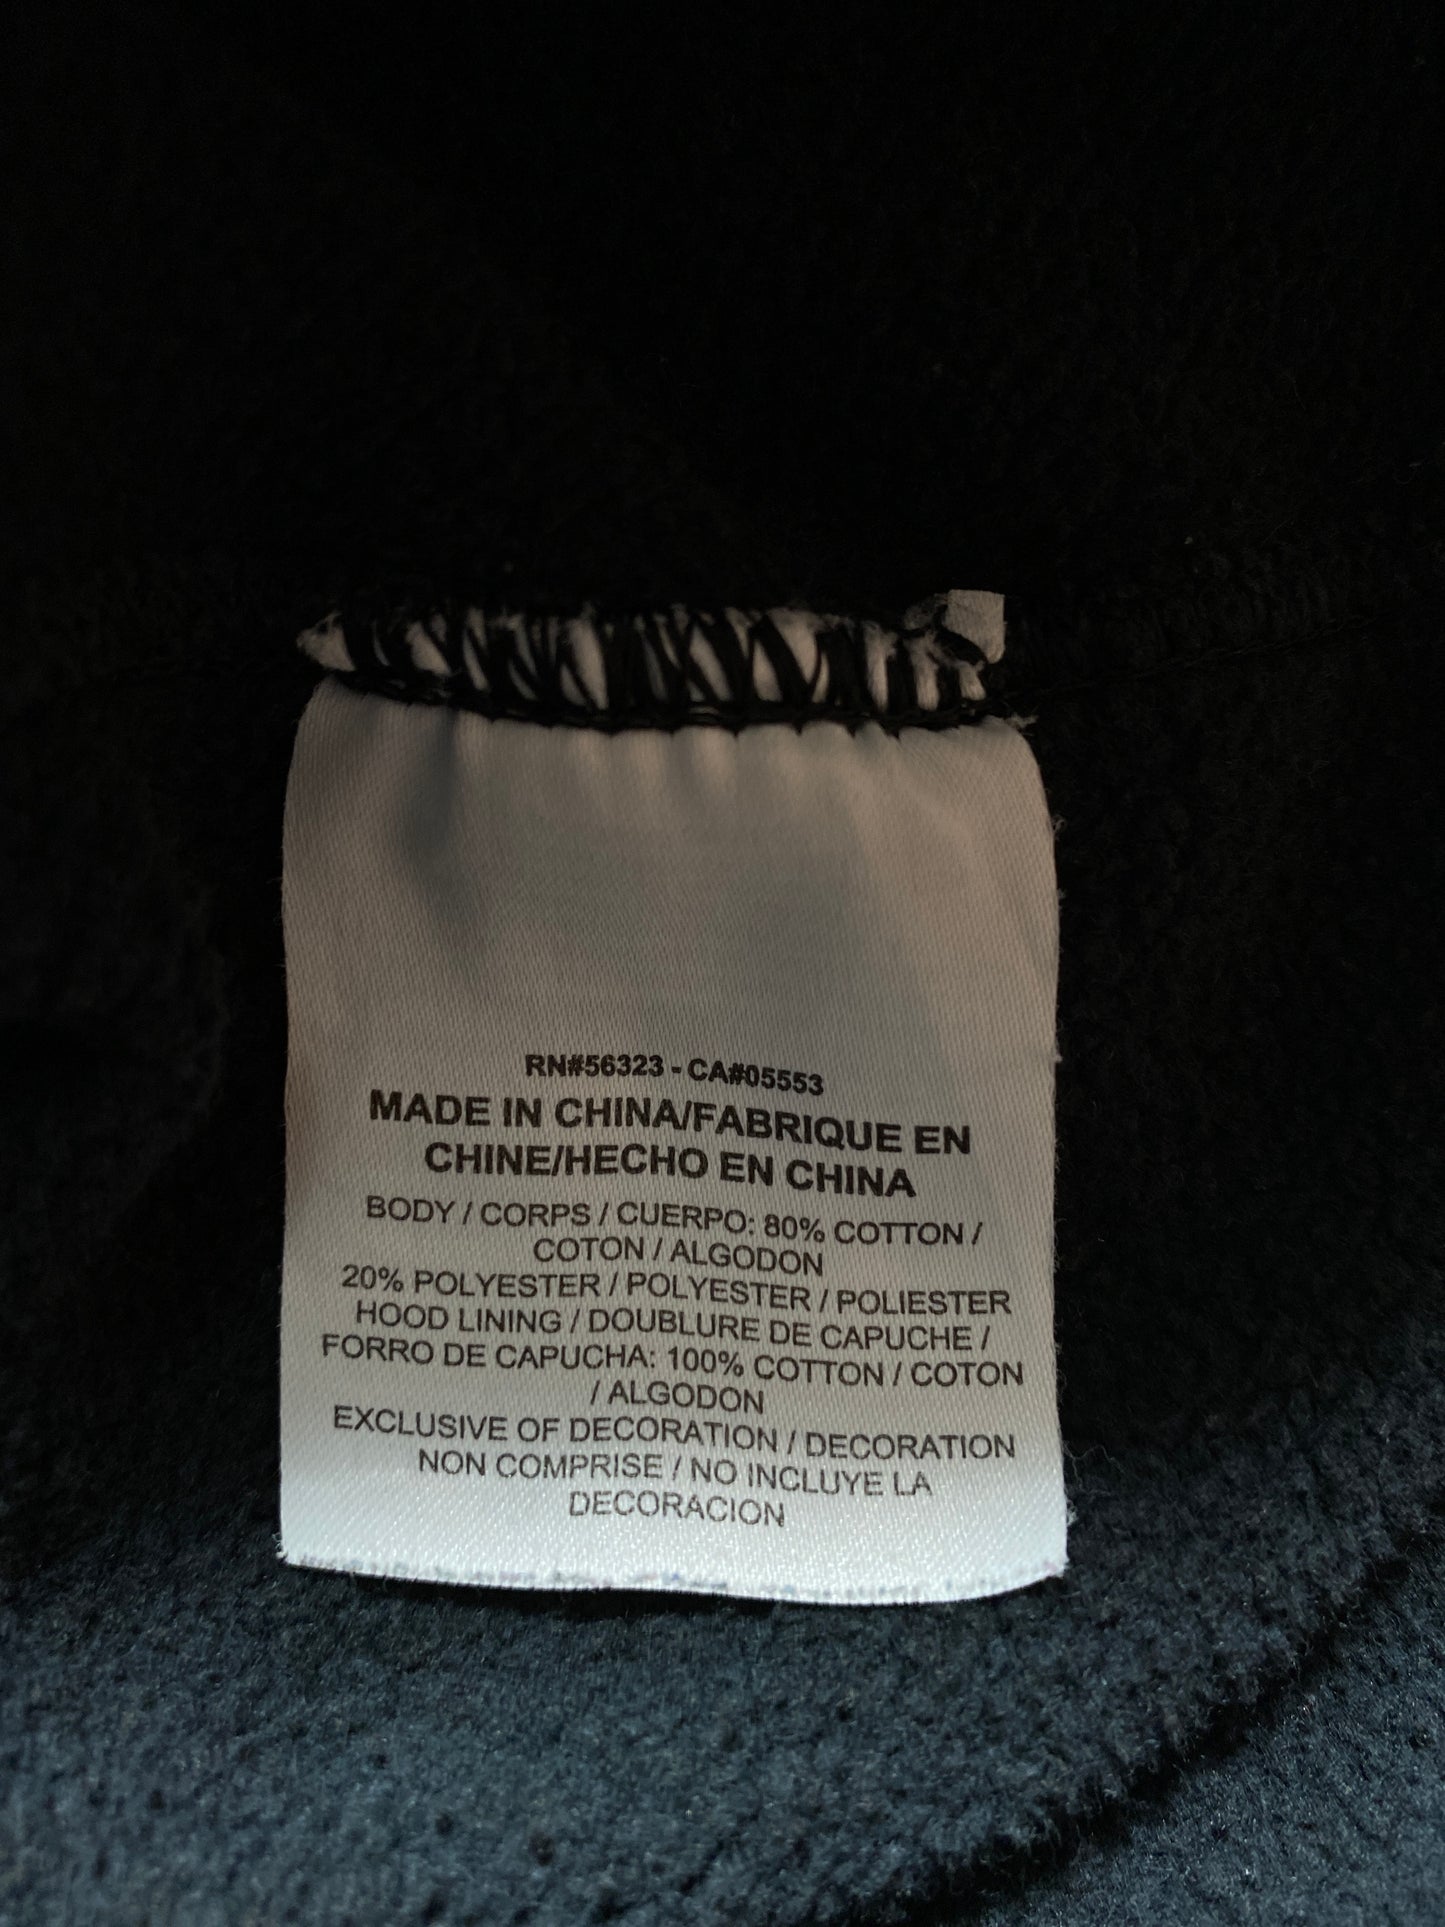 RN#56323 - CA#05553
MADE IN CHINA/FABRIQUE EN
CHINE/HECHO EN CHINA
BODY / CORPS / CUERPO: 80% COTTON /
COTON / ALGODON
20% POLYESTER / POLYESTER / POLIESTER
HOOD LINING / DOUBLURE DE CAPUCHE /
FORRO DE CAPUCHA: 100% COTTON / COTON
/ ALGODON
EXCLUSIVE OF DECORATION / DECORATION
NON COMPRISE / NO INCLUYE LA
DECORACION